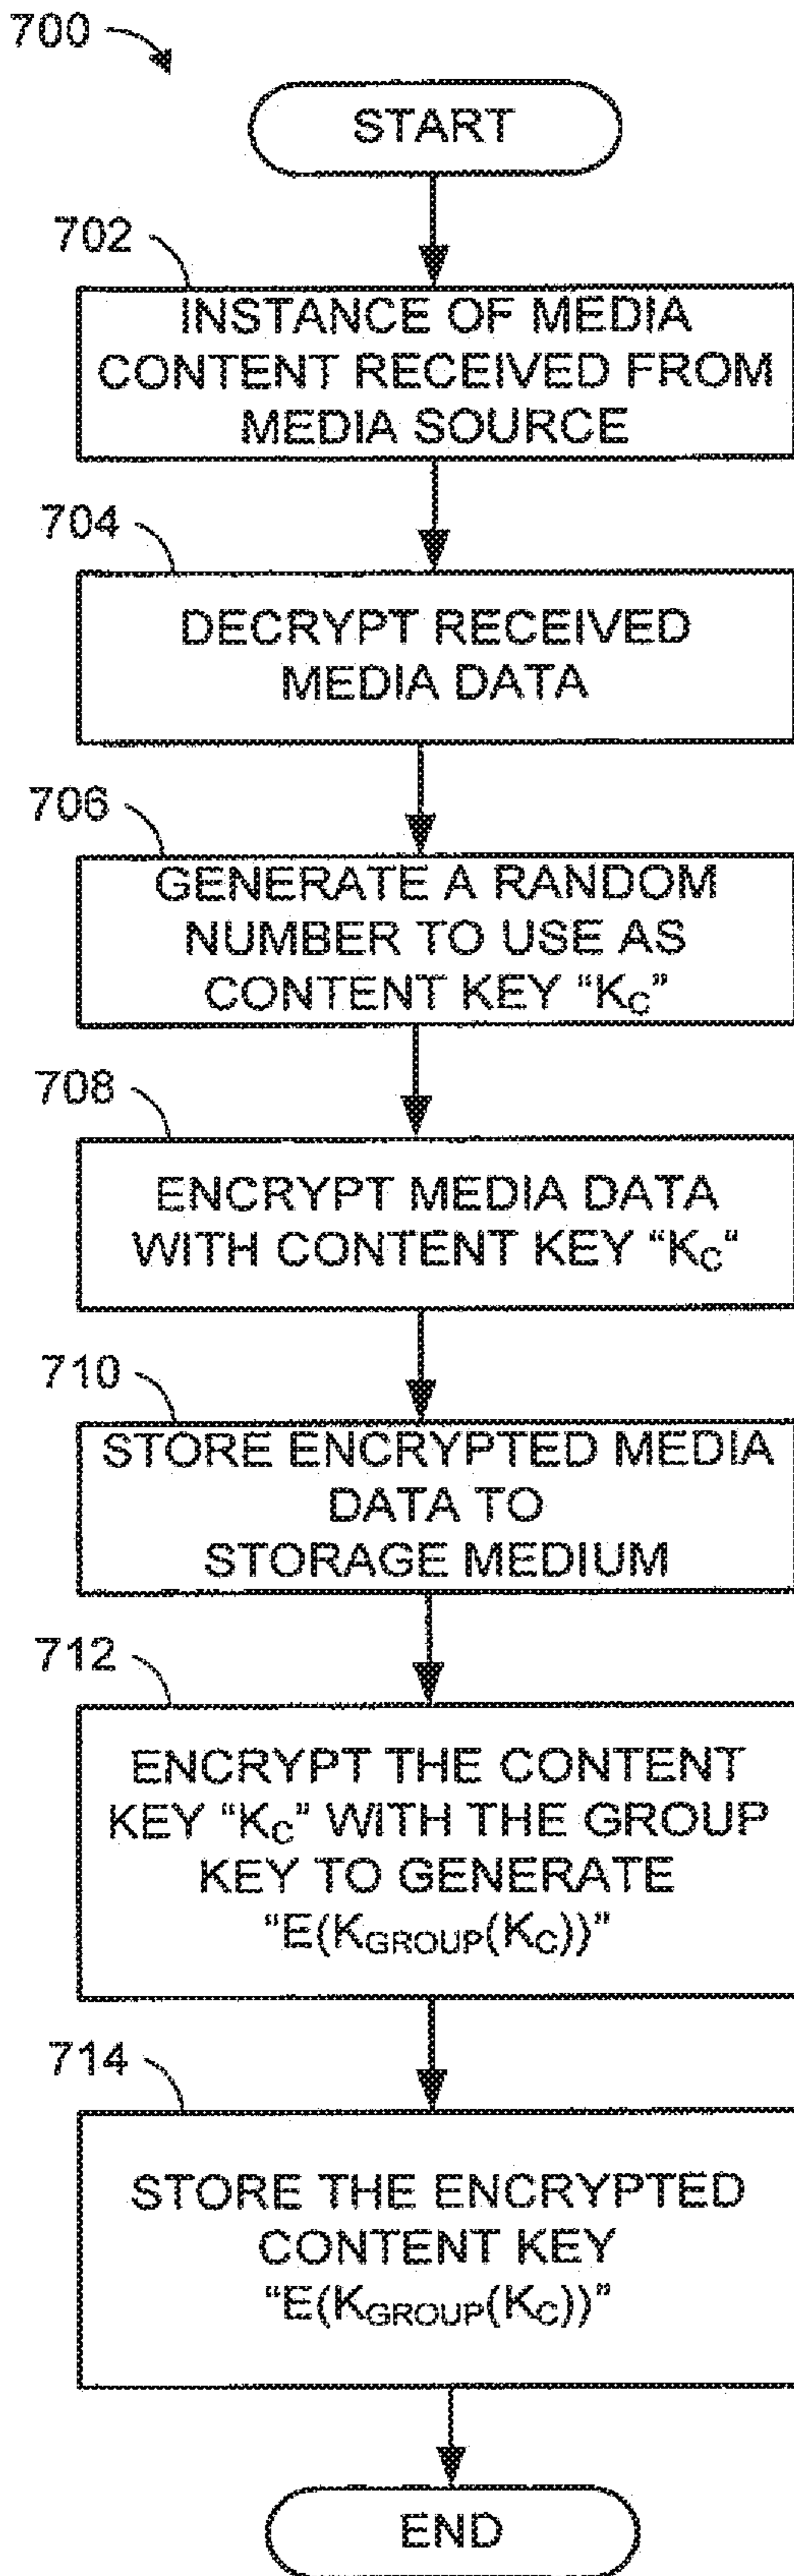 700
START
702
INSTANCE OF MEDIA
CONTENT RECEIVED FROM
MEDIA SOURCE
704
DECRYPT RECEIVED
MEDIA DATA
706
GENERATE A RANDOM
NUMBER TO USE AS
CONTENT KEY “KC”
708
ENCRYPT MEDIA DATA
WITH CONTENT KEY “KC“
710
STORE ENCRYPTED MEDIA
DATA TO
STORAGE MEDIUM
712
ENCRYPT THE CONTENT
KEY “KC” WITH THE GROUP
KEY TO GENERATE
“E(KGROUP(KC))”
714
STORE THE ENCRYPTED
CONTENT KEY
“E(KGROUP(KC))”
END